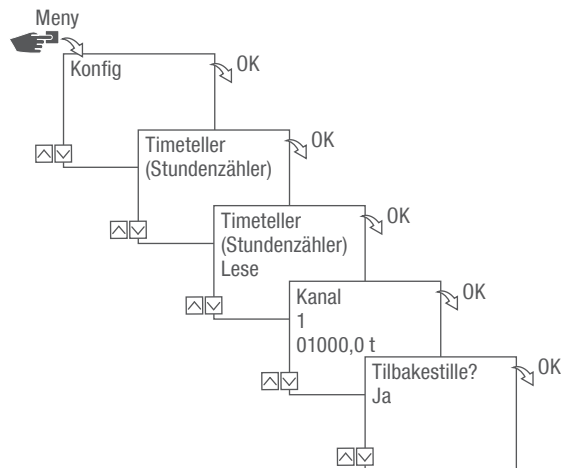 Meny
Konfig
OK
Timeteller
(Stundenzähler)
OK
Timeteller
(Stundenzähler)
Lese
OK
Kanal
1
01000,0 t
OK
Tilbakestille?
Ja
OK